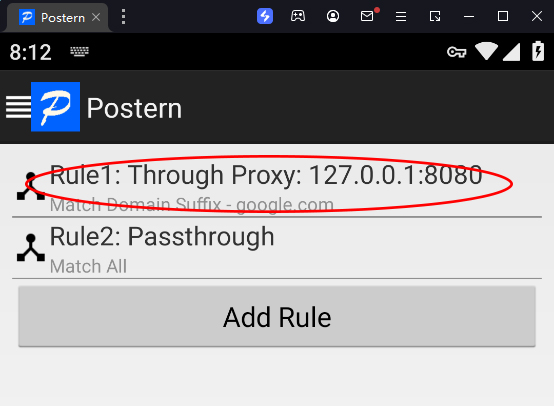 Postern
8:12
Postern
Rule1: Through Proxy: 127.0.0.1:8080
Match Domain Suffix - google.com
Rule2: Passthrough
Match All
Add Rule